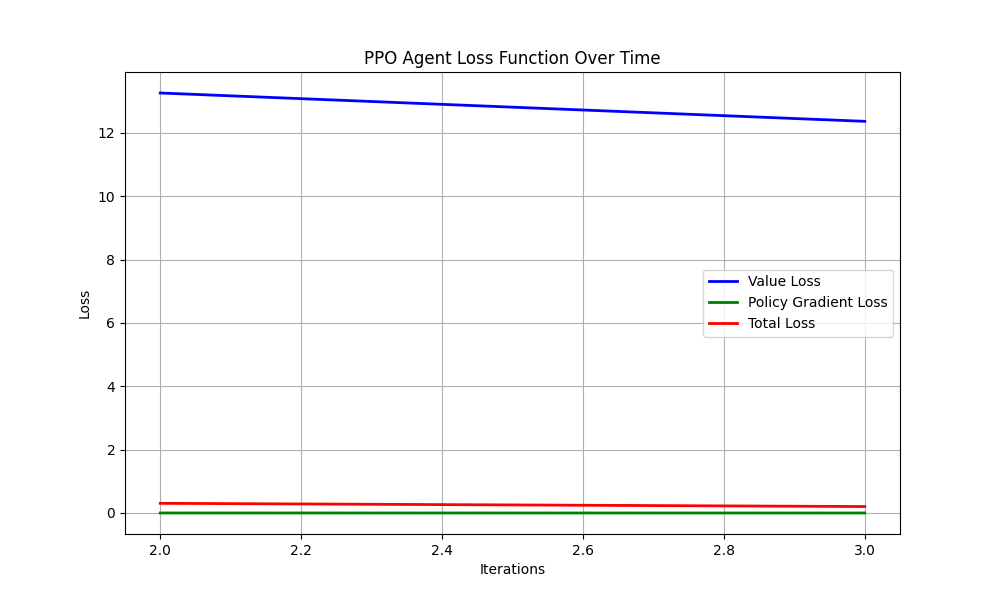 PPO Agent Loss Function Over Time
12
10
8
6
4
2
0
Loss
Value Loss
Policy Gradient Loss
Total Loss
2.0 2.2 2.4 2.6 2.8 3.0
Iterations